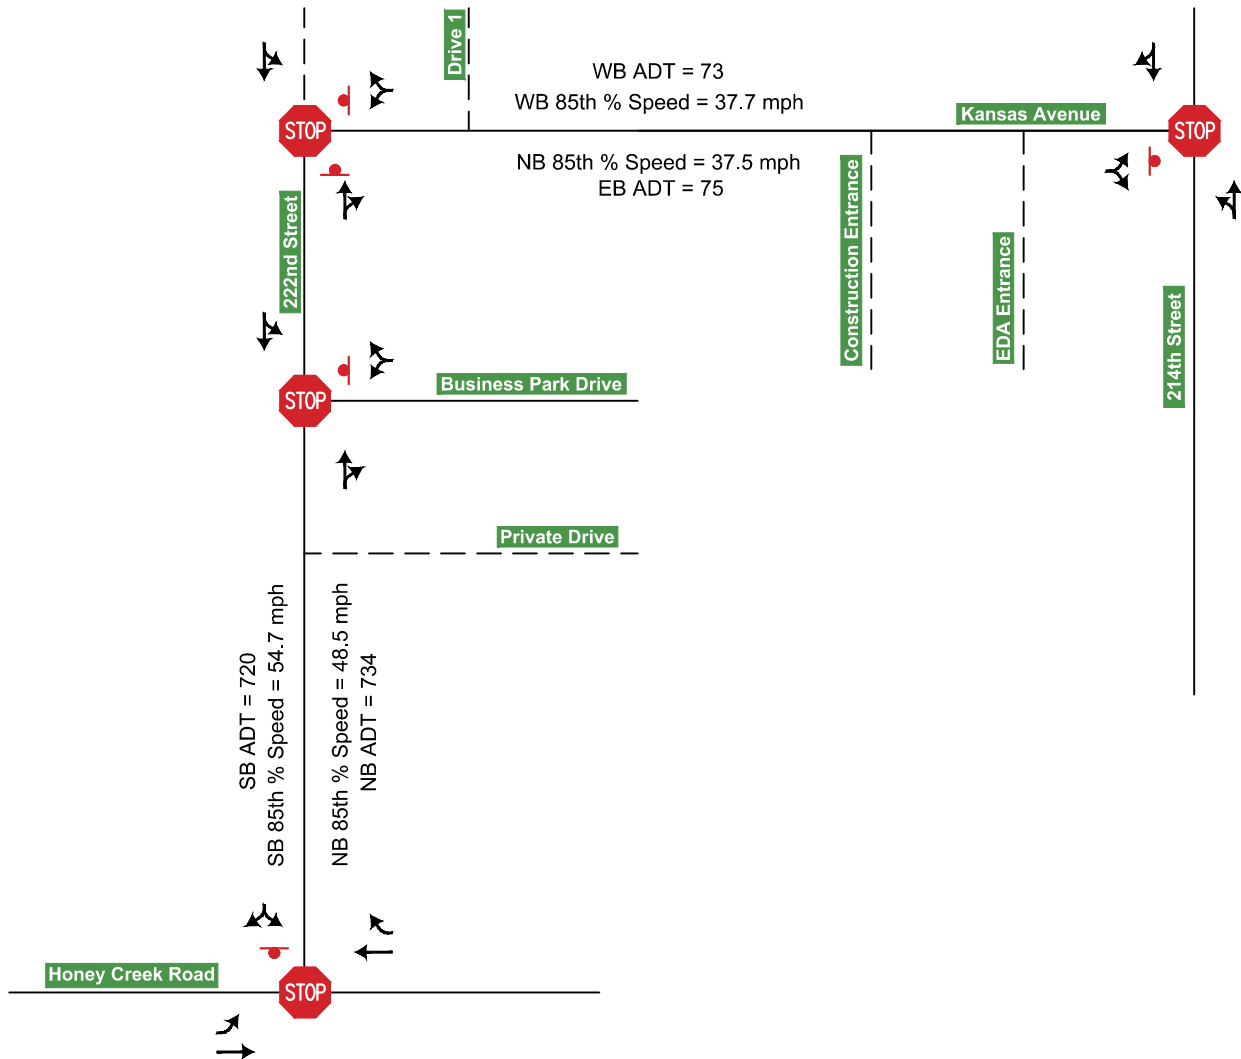 Drive 1
WB ADT = 73
WB 85th % Speed = 37.7 mph
Kansas Avenue
STOP
STOP
NB 85th % Speed = 37.5 mph
EB ADT = 75
222nd Street
Construction Entrance
EDA Entrance
214th Street
Business Park Drive
STOP
Private Drive
SB ADT = 720
SB 85th % Speed = 54.7 mph
NB 85th % Speed = 48.5 mph
NB ADT = 734
Honey Creek Road
STOP